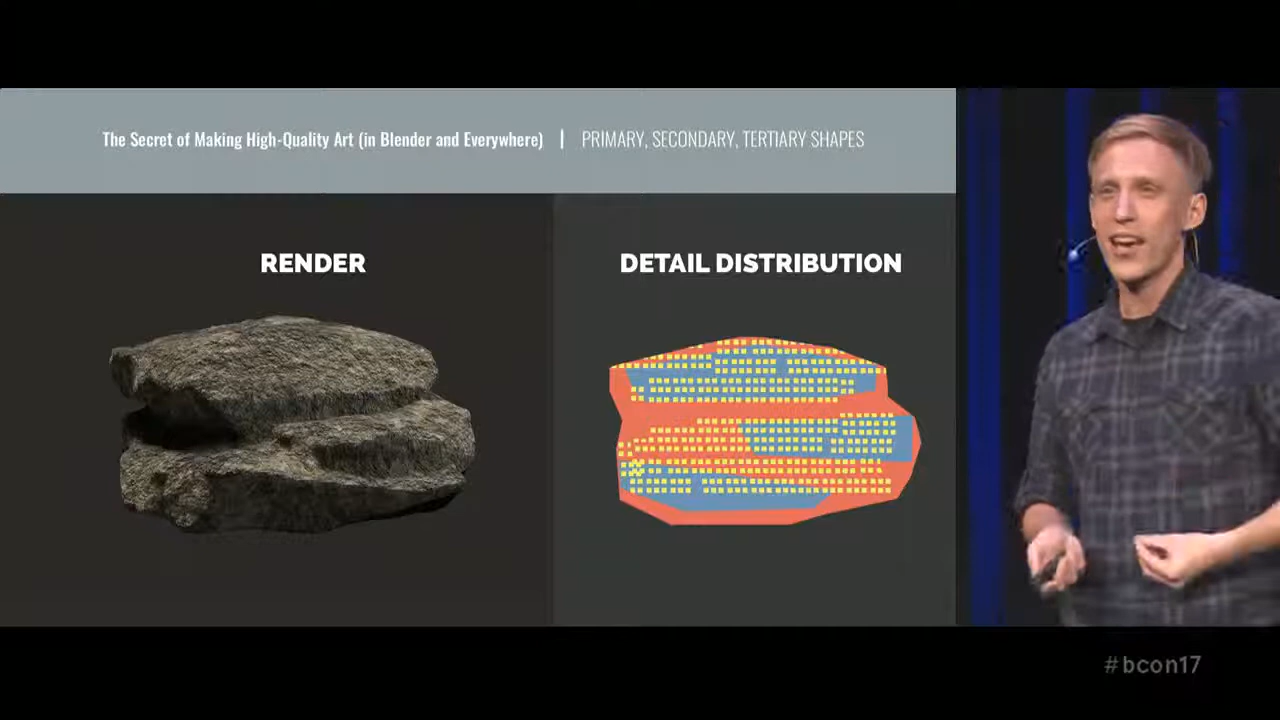 The Secret of Making High-Quality Art (in Blender and Everywhere) | PRIMARY, SECONDARY, TERTIARY SHAPES
RENDER
DETAIL DISTRIBUTION
#bcon17